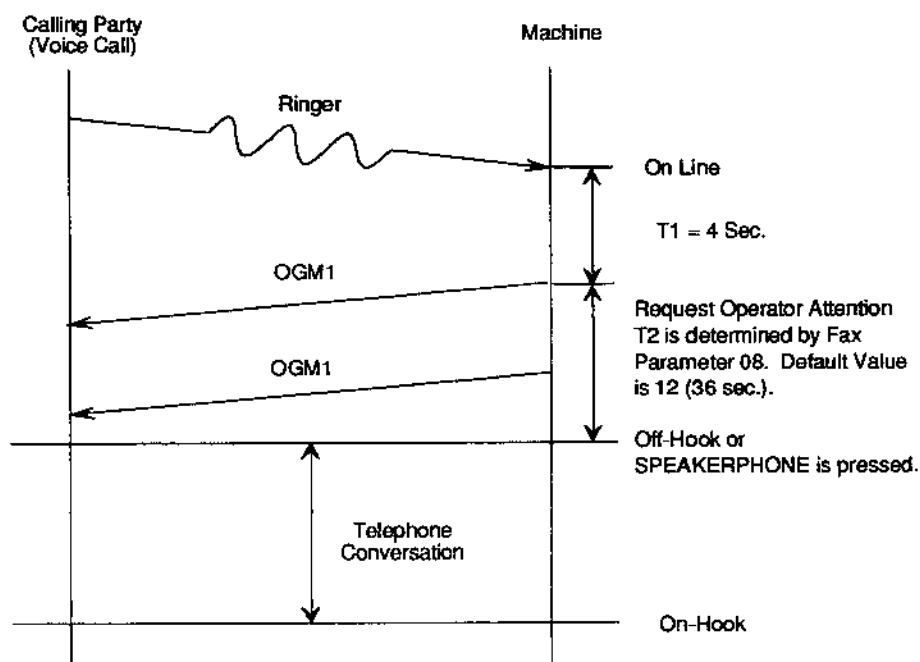 Calling Party
(Voice Call)
Machine
Ringer
On Line
T1 = 4 Sec.
OGM1
Request Operator Attention
T2 is determined by Fax
Parameter 08. Default Value
is 12 (36 sec.).
OGM1
Off-Hook or
SPEAKERPHONE is pressed.
Telephone
Conversation
On-Hook